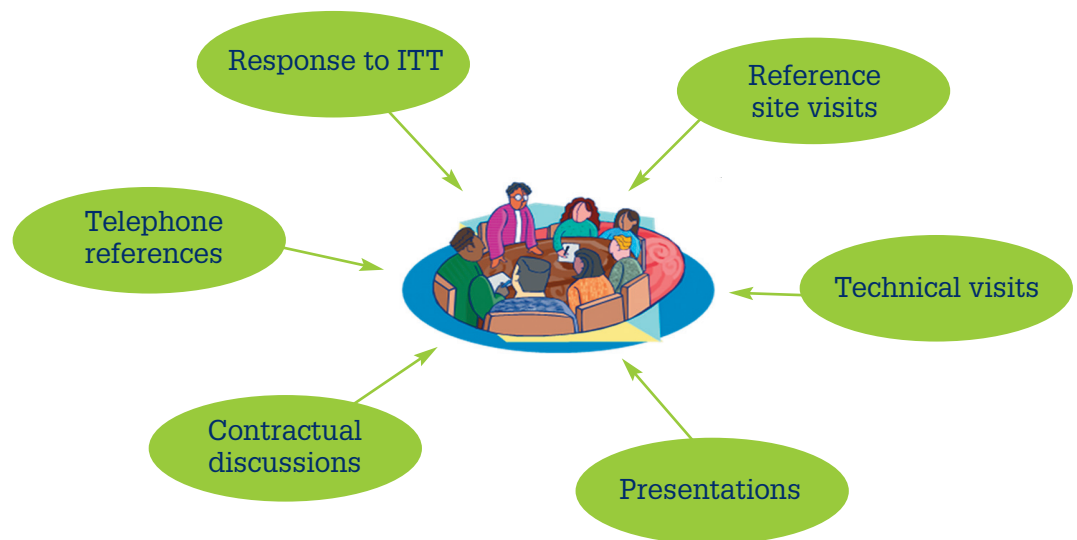 Response to ITT
Reference
site visits
Telephone
references
Technical visits
Contractual
discussions
Presentations